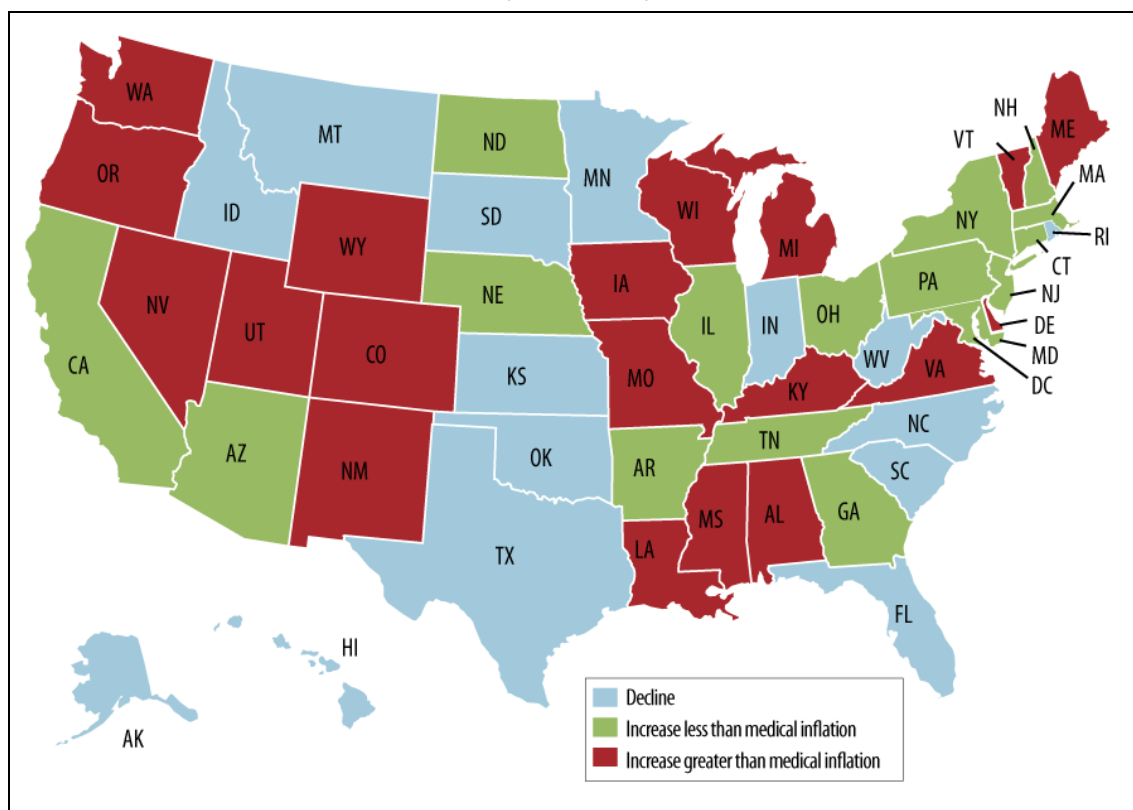 WA
MT
ND
MN
OR
ID
SD
WI
MI
WY
VT
NH
ME
MA
NY
RI
CT
NV
UT
CO
NE
IA
IL
IN
OH
PA
NJ
DE
MD
DC
CA
KS
MO
KY
WV
VA
AZ
NM
OK
AR
TN
NC
SC
TX
LA
MS
AL
GA
FL
HI
AK
Decline
Increase less than medical inflation
Increase greater than medical inflation